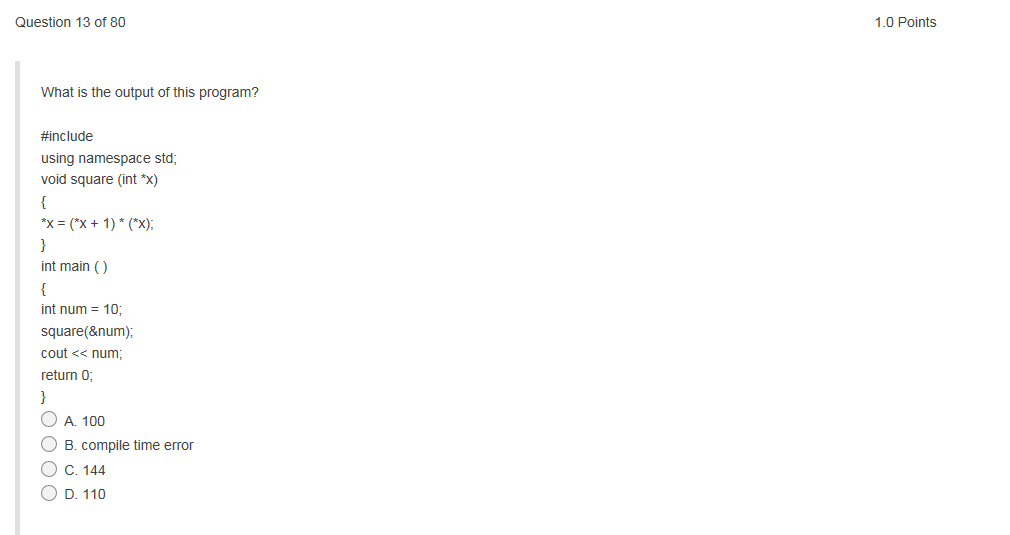 Question 13 of 80
1.0 Points
What is the output of this program?
#include
using namespace std;
void square (int *x)
{
*x = (*x + 1) * (*x);
}
int main ( )
{
int num = 10;
square(&num);
cout << num;
return 0;
}
A. 100
B. compile time error
C. 144
D. 110